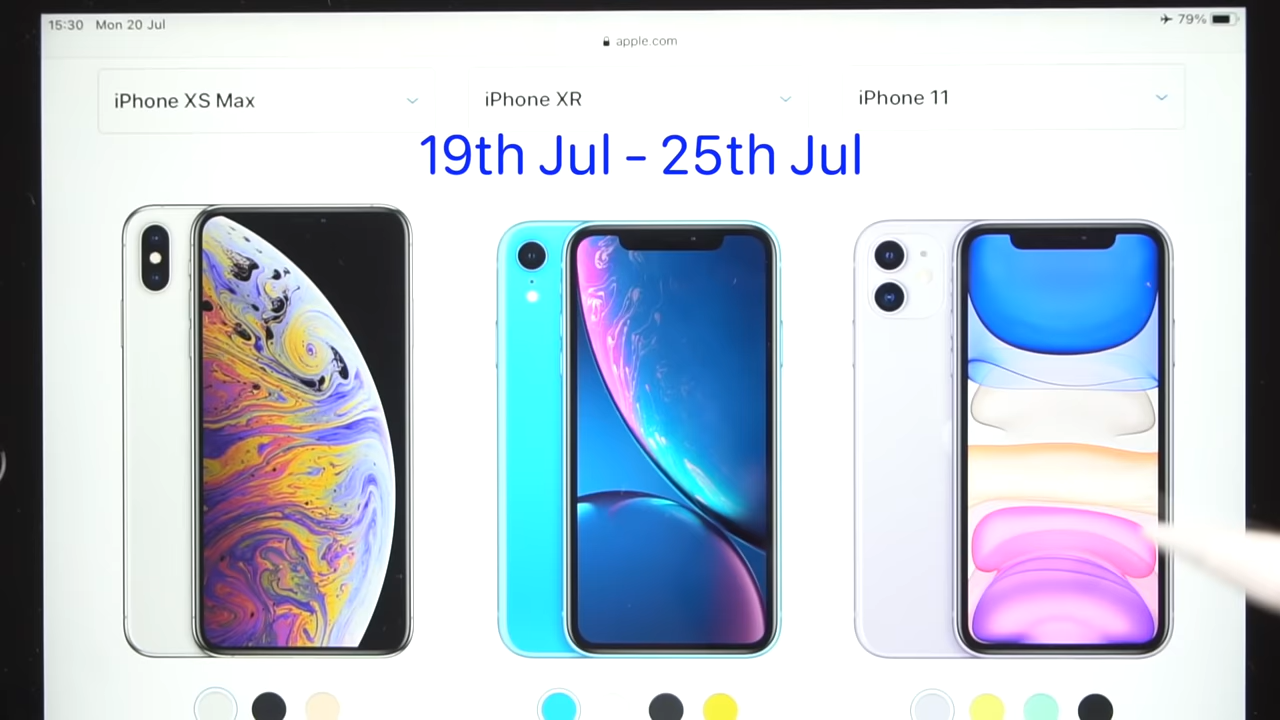 15:30 Mon 20 Jul
79%
apple.com
iPhone XS Max
iPhone XR
iPhone 11
19th Jul - 25th Jul